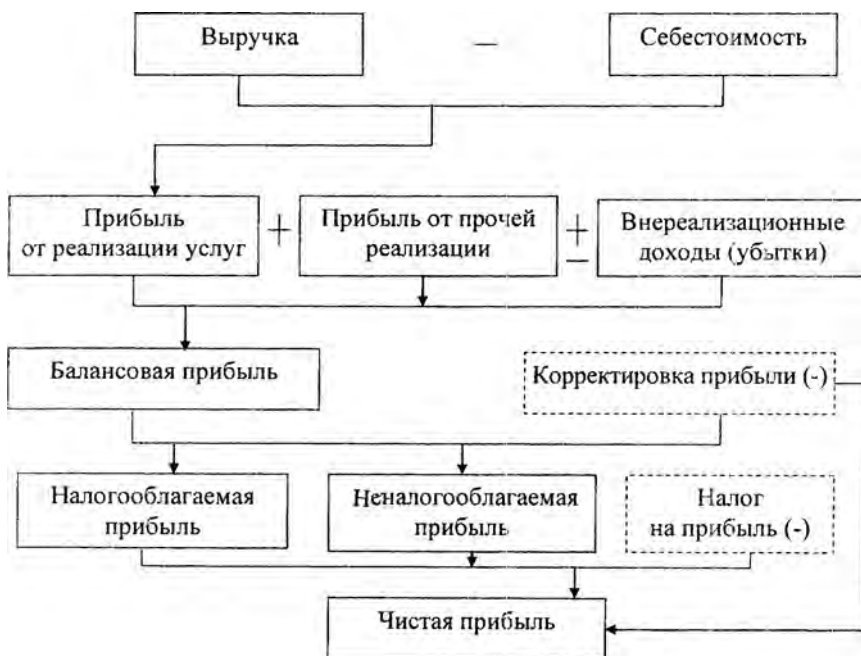 Выручка
—
Себестоимость
Прибыль
от реализации услуг
+
Прибыль от прочей
реализации
+
—
Внереализационные
доходы (убытки)
Балансовая прибыль
Корректировка прибыли (-)
Налогооблагаемая
прибыль
Неналогооблагаемая
прибыль
Налог
на прибыль (-)
Чистая прибыль